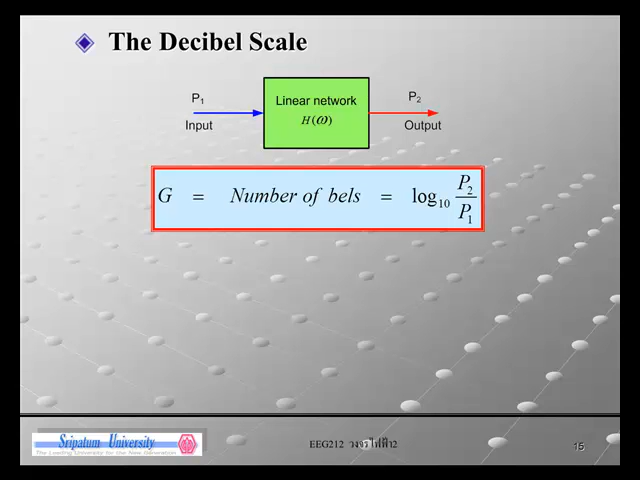 The Decibel Scale
P₁
Input
Linear network
H(ω)
P₂
Output
G = Number of bels = log₁₀ P₂/P₁
Sripatum University
The Leading University for the New Generation
EEG212 วงจรไฟฟ้า2
15